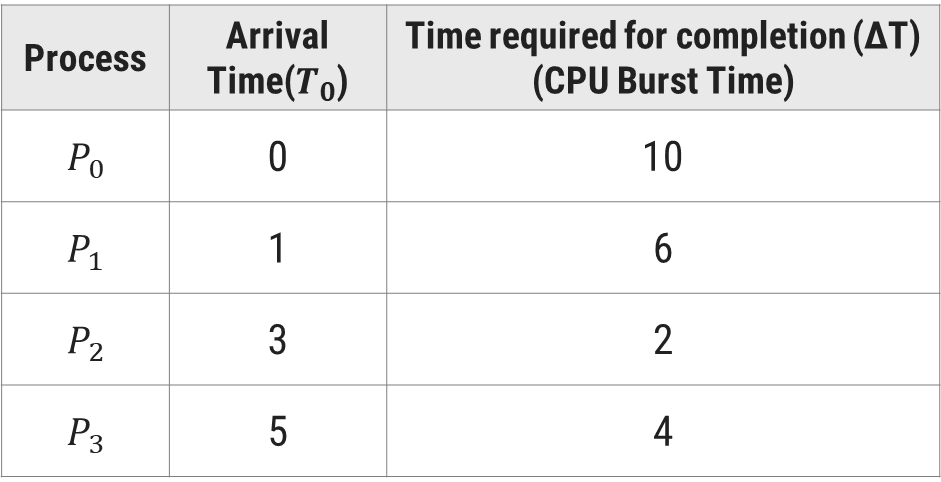 Process
Arrival
Time(T₀)
Time required for completion (ΔT)
(CPU Burst Time)
P₀ 0 10
P₁ 1 6
P₂ 3 2
P₃ 5 4